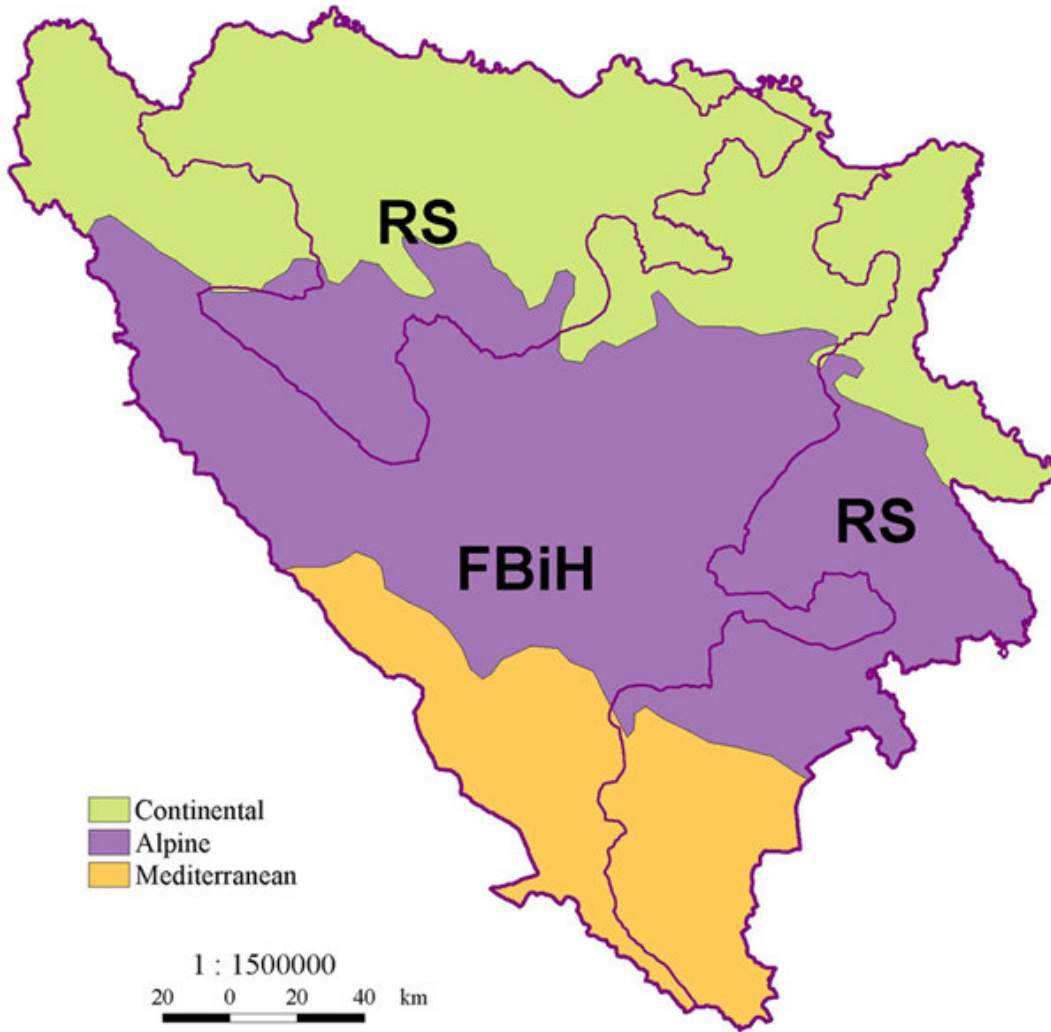 RS
RS
FBiH
Continental
Alpine
Mediterranean
1 : 1500000
20 0 20 40 km